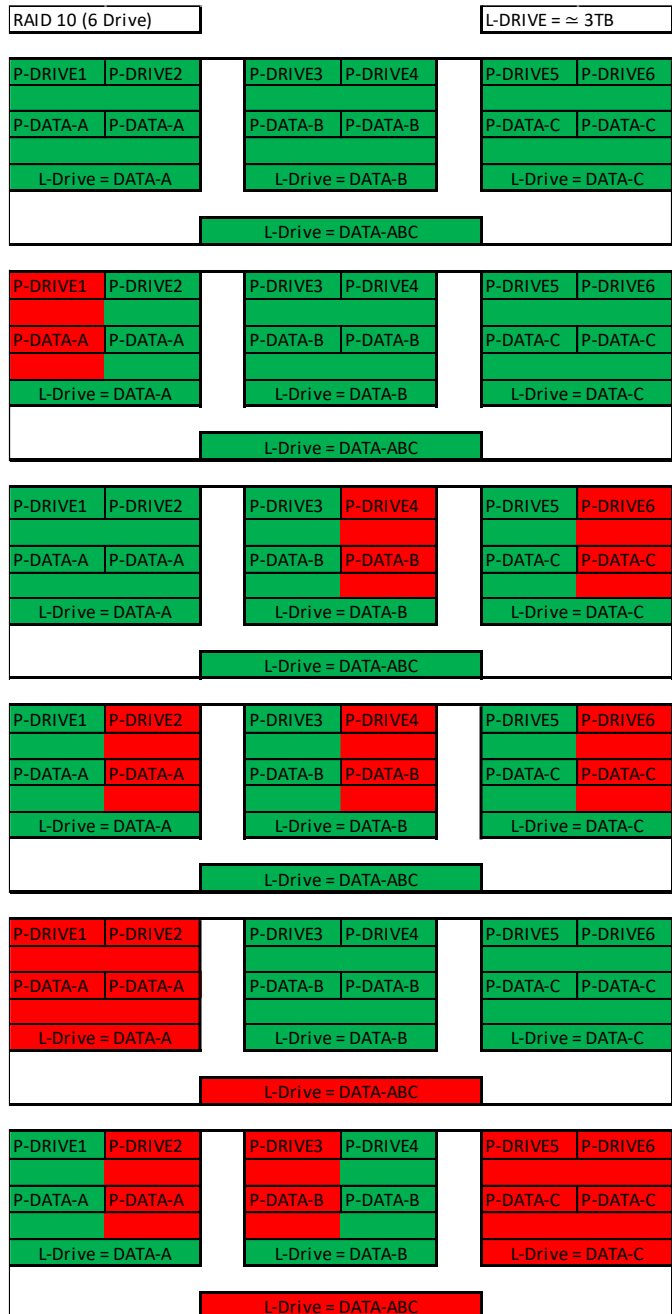 RAID 10 (6 Drive) L-DRIVE = ≃ 3TB
P-DRIVE1 P-DRIVE2 P-DRIVE3 P-DRIVE4 P-DRIVE5 P-DRIVE6
P-DATA-A P-DATA-A P-DATA-B P-DATA-B P-DATA-C P-DATA-C
L-Drive = DATA-A L-Drive = DATA-B L-Drive = DATA-C
L-Drive = DATA-ABC
P-DRIVE1 P-DRIVE2 P-DRIVE3 P-DRIVE4 P-DRIVE5 P-DRIVE6
P-DATA-A P-DATA-A P-DATA-B P-DATA-B P-DATA-C P-DATA-C
L-Drive = DATA-A L-Drive = DATA-B L-Drive = DATA-C
L-Drive = DATA-ABC
P-DRIVE1 P-DRIVE2 P-DRIVE3 P-DRIVE4 P-DRIVE5 P-DRIVE6
P-DATA-A P-DATA-A P-DATA-B P-DATA-B P-DATA-C P-DATA-C
L-Drive = DATA-A L-Drive = DATA-B L-Drive = DATA-C
L-Drive = DATA-ABC
P-DRIVE1 P-DRIVE2 P-DRIVE3 P-DRIVE4 P-DRIVE5 P-DRIVE6
P-DATA-A P-DATA-A P-DATA-B P-DATA-B P-DATA-C P-DATA-C
L-Drive = DATA-A L-Drive = DATA-B L-Drive = DATA-C
L-Drive = DATA-ABC
P-DRIVE1 P-DRIVE2 P-DRIVE3 P-DRIVE4 P-DRIVE5 P-DRIVE6
P-DATA-A P-DATA-A P-DATA-B P-DATA-B P-DATA-C P-DATA-C
L-Drive = DATA-A L-Drive = DATA-B L-Drive = DATA-C
L-Drive = DATA-ABC
P-DRIVE1 P-DRIVE2 P-DRIVE3 P-DRIVE4 P-DRIVE5 P-DRIVE6
P-DATA-A P-DATA-A P-DATA-B P-DATA-B P-DATA-C P-DATA-C
L-Drive = DATA-A L-Drive = DATA-B L-Drive = DATA-C
L-Drive = DATA-ABC